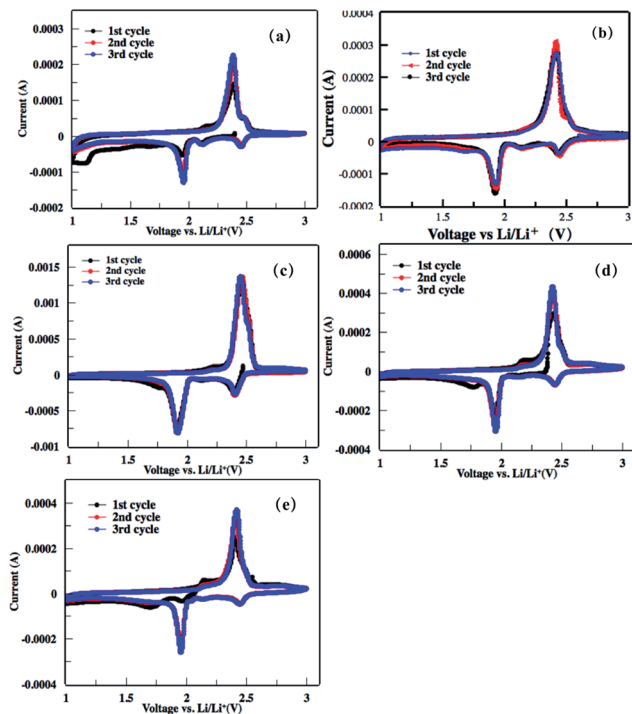 (a)
1st cycle
2nd cycle
3rd cycle
Current (A)
0.0003
0.0002
0.0001
0
-0.0001
-0.0002
1
1.5
2
2.5
3
Voltage vs. Li/Li⁺ (V)
(b)
1st cycle
2nd cycle
3rd cycle
Current (A)
0.0004
0.0003
0.0002
0.0001
0
-0.0001
-0.0002
1
1.5
2
2.5
3
Voltage vs Li/Li⁺ (V)
(c)
1st cycle
2nd cycle
3rd cycle
Current (A)
0.0015
0.001
0.0005
0
-0.0005
-0.001
1
1.5
2
2.5
3
Voltage vs. Li/Li⁺(V)
(d)
1st cycle
2nd cycle
3rd cycle
Current (A)
0.0006
0.0004
0.0002
0
-0.0002
-0.0004
1
1.5
2
2.5
3
Voltage vs. Li/Li⁺(V)
(e)
1st cycle
2nd cycle
3rd cycle
Current (A)
0.0004
0.0002
0
-0.0002
-0.0004
1
1.5
2
2.5
3
Voltage vs. Li/Li⁺(V)